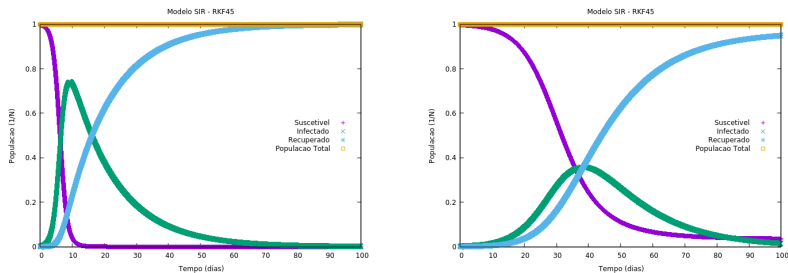 Modelo SIR - RKF45
1
0.8
0.6
0.4
0.2
0
0 10 20 30 40 50 60 70 80 90 100
Populacao (1/N)
Tempo (dias)
Suscetivel
Infectado
Recuperado
Populacao Total
Modelo SIR - RKF45
1
0.8
0.6
0.4
0.2
0
0 10 20 30 40 50 60 70 80 90 100
Populacao (1/N)
Tempo (dias)
Suscetivel
Infectado
Recuperado
Populacao Total